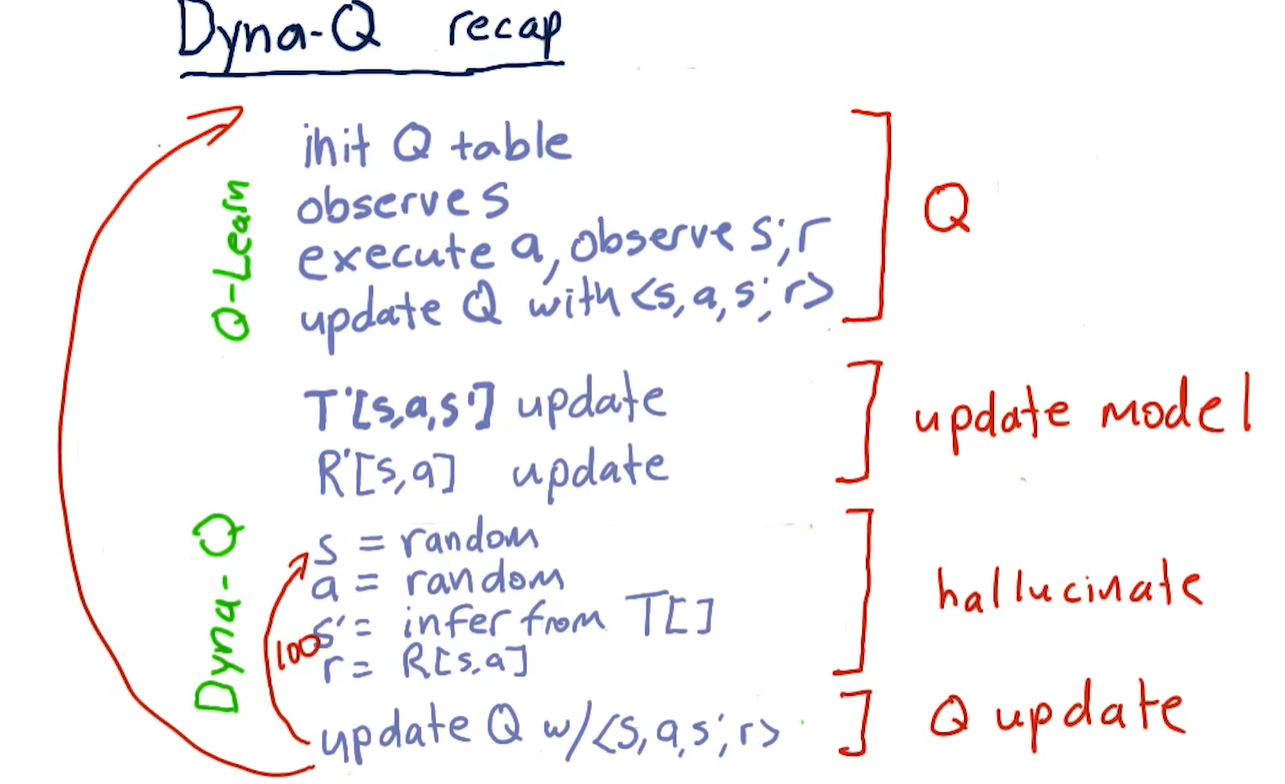 Dyna-Q recap
init Q table
observe s
execute a, observe s', r
update Q with <s, a, s', r>
Q-Learn
Q
T'[s,a,s'] update
R'[s,a] update
update model
s = random
a = random
s' = infer from T[]
r = R[s,a]
100
Dyna-Q
hallucinate
update Q w/<s, a, s', r>
Q update